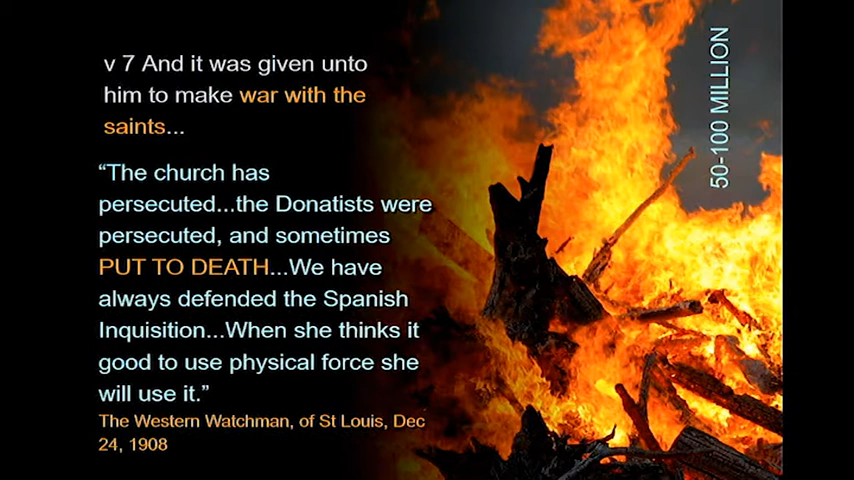 v 7 And it was given unto
him to make war with the
saints...
“The church has
persecuted...the Donatists were
persecuted, and sometimes
PUT TO DEATH...We have
always defended the Spanish
Inquisition...When she thinks it
good to use physical force she
will use it.”
The Western Watchman, of St Louis, Dec
24, 1908
50-100 MILLION